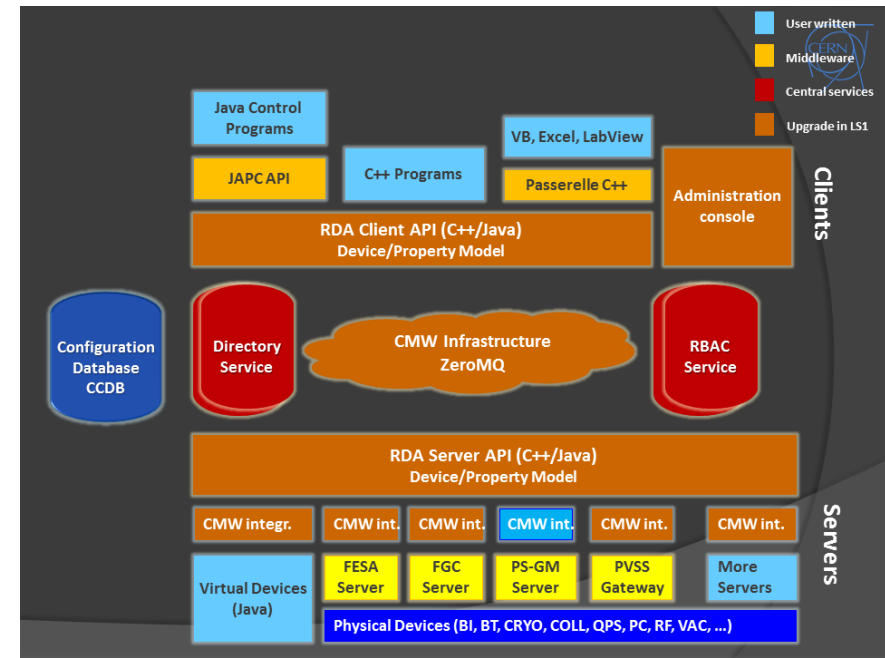 User written
CERN
Middleware
Central services
Upgrade in LS1
Java Control
Programs
VB, Excel, LabView
JAPC API
C++ Programs
Passerelle C++
Administration
console
Clients
RDA Client API (C++/Java)
Device/Property Model
Configuration
Database
CCDB
Directory
Service
CMW Infrastructure
ZeroMQ
RBAC
Service
RDA Server API (C++/Java)
Device/Property Model
Servers
CMW integr.
CMW int.
CMW int.
CMW int.
CMW int.
CMW int.
Virtual Devices
(Java)
FESA
Server
FGC
Server
PS-GM
Server
PVSS
Gateway
More
Servers
Physical Devices (BI, BT, CRYO, COLL, QPS, PC, RF, VAC, ...)